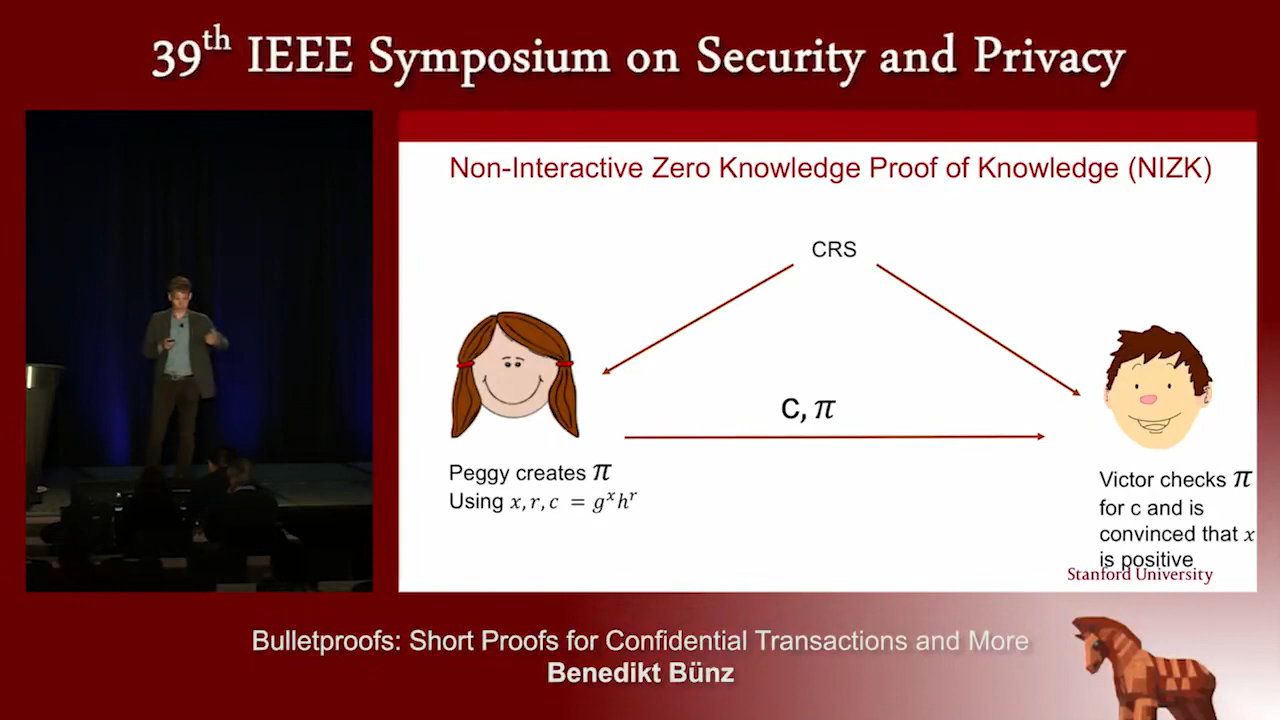 39th IEEE Symposium on Security and Privacy
Non-Interactive Zero Knowledge Proof of Knowledge (NIZK)
CRS
C, π
Peggy creates π
Using x, r, c = gˣhʳ
Victor checks π
for c and is
convinced that x
is positive
Stanford University
Bulletproofs: Short Proofs for Confidential Transactions and More
Benedikt Bünz